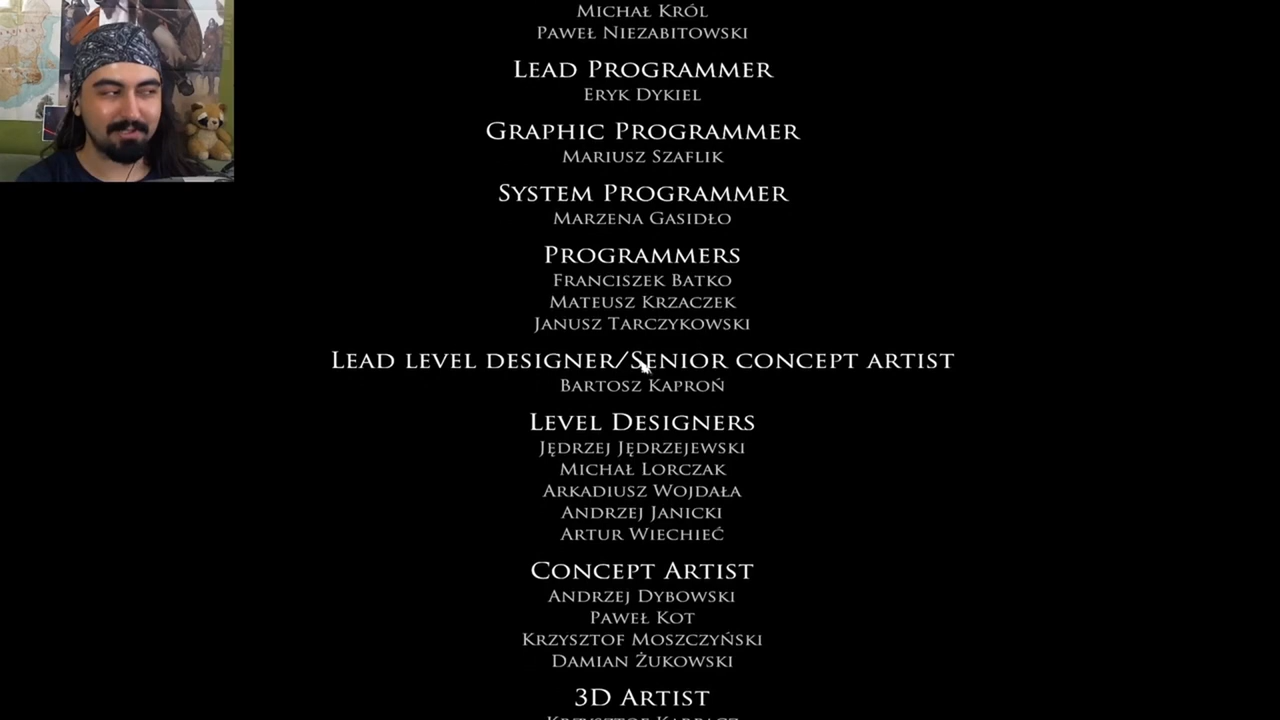 Michał Król
Paweł Niezabitowski
Lead Programmer
Eryk Dykiel
Graphic Programmer
Mariusz Szaflik
System Programmer
Marzena Gasidło
Programmers
Franciszek Batko
Mateusz Krzaczek
Janusz Tarczykowski
Lead level designer/Senior concept artist
Bartosz Kaproń
Level Designers
Jędrzej Jędrzejewski
Michał Lorczak
Arkadiusz Wojdała
Andrzej Janicki
Artur Wiechieć
Concept Artist
Andrzej Dybowski
Paweł Kot
Krzysztof Moszczyński
Damian Żukowski
3D Artist